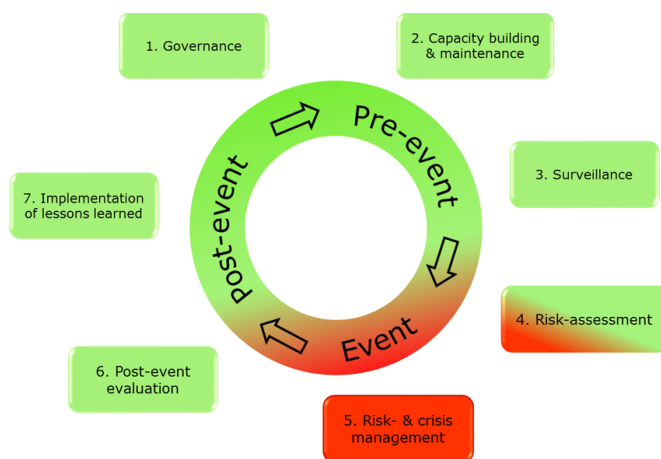 1. Governance
2. Capacity building
& maintenance
Pre-event
3. Surveillance
7. Implementation
of lessons learned
Post-event
4. Risk-assessment
Event
6. Post-event
evaluation
5. Risk- & crisis
management